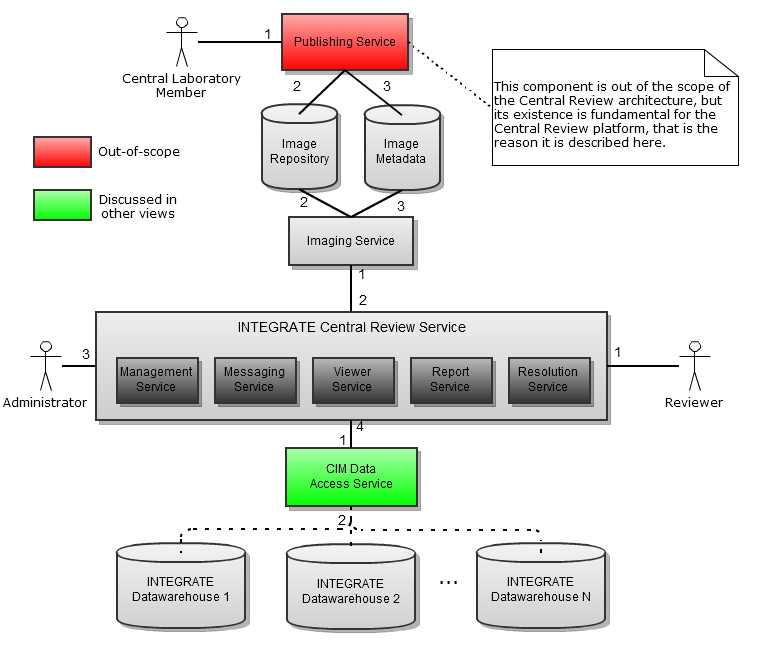 1
Publishing Service
Central Laboratory
Member
2
3
This component is out of the scope of
the Central Review architecture, but
its existence is fundamental for the
Central Review platform, that is the
reason it is described here.
Image
Repository
Image
Metadata
Out-of-scope
Discussed in
other views
2
3
Imaging Service
1
2
INTEGRATE Central Review Service
3
1
Management
Service
Messaging
Service
Viewer
Service
Report
Service
Resolution
Service
Administrator
Reviewer
4
1
CIM Data
Access Service
2
INTEGRATE
Datawarehouse 1
INTEGRATE
Datawarehouse 2
...
INTEGRATE
Datawarehouse N